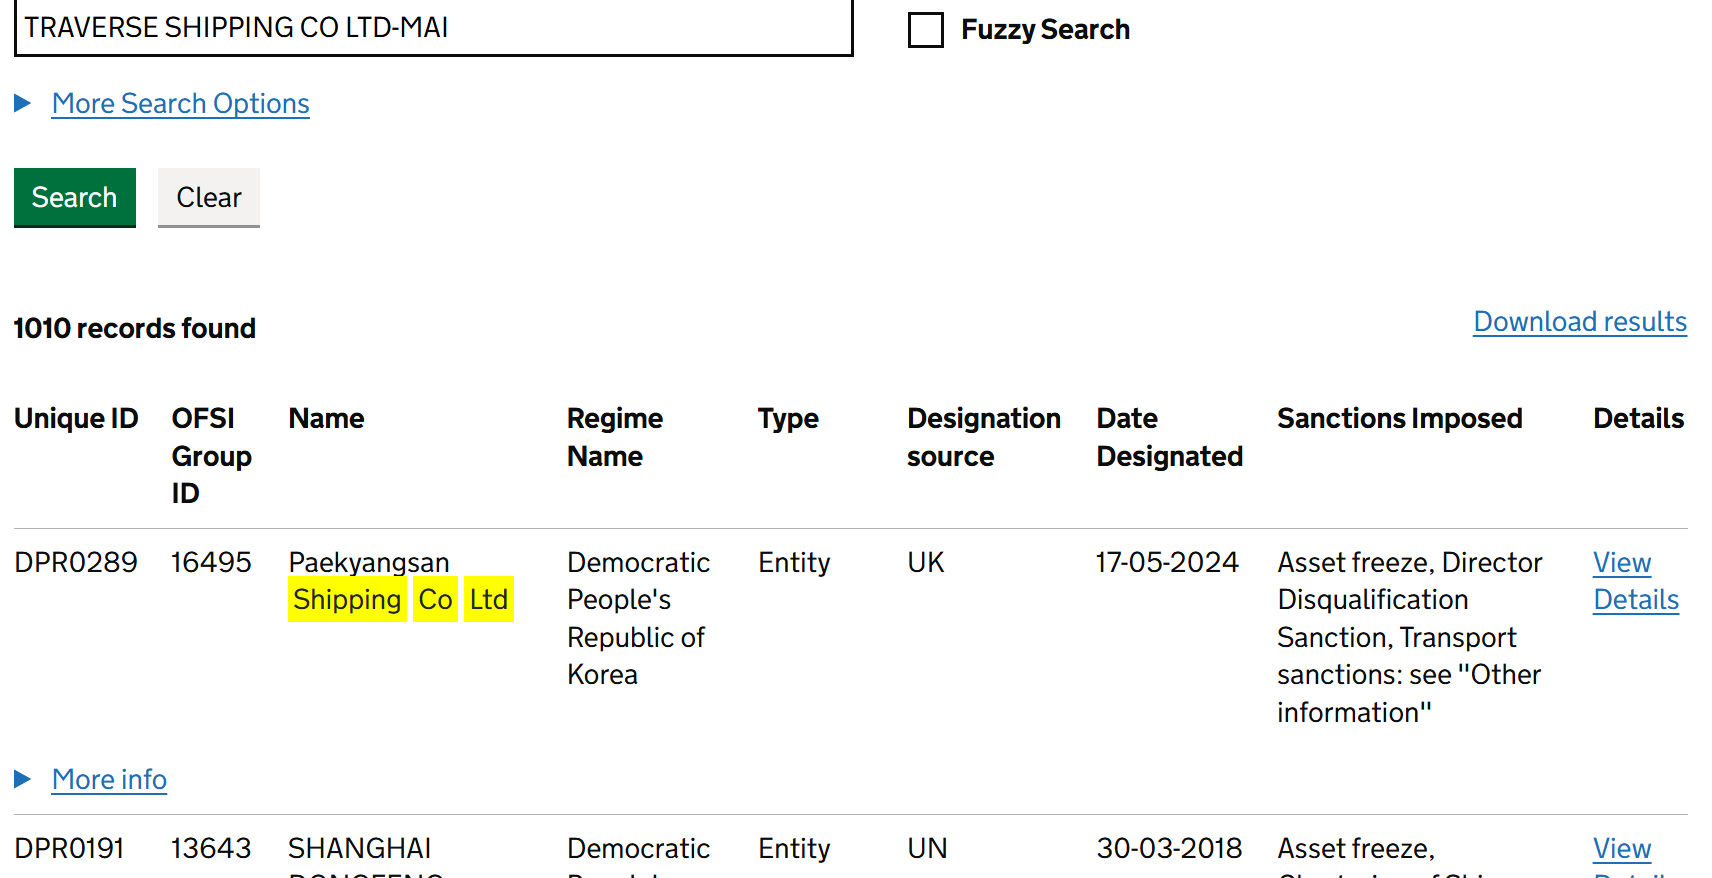 TRAVERSE SHIPPING CO LTD-MAI
Fuzzy Search
More Search Options
Search Clear
1010 records found
Download results
Unique ID OFSI Group ID Name Regime Name Type Designation source Date Designated Sanctions Imposed Details
DPR0289 16495 Paekyangsan Democratic Entity UK 17-05-2024 Asset freeze, Director View
Shipping Co Ltd People's Disqualification Details
Republic of Sanction, Transport
Korea sanctions: see "Other
information"
More info
DPR0191 13643 SHANGHAI Democratic Entity UN 30-03-2018 Asset freeze, View